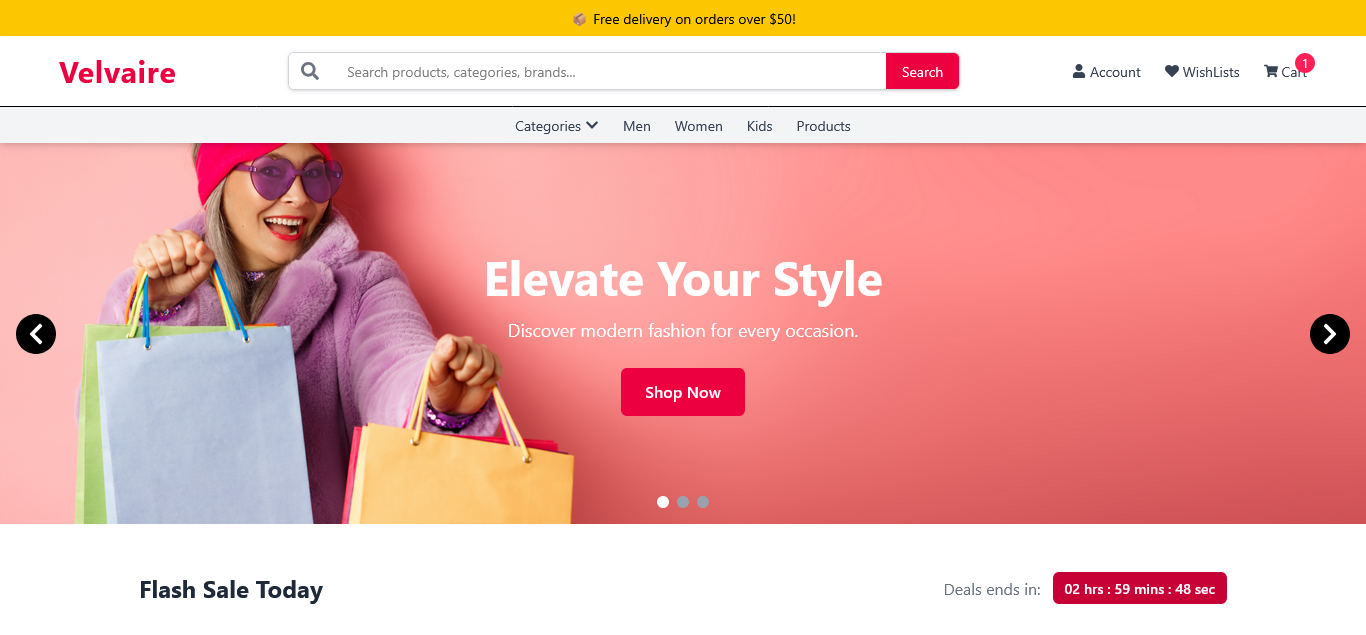 Free delivery on orders over $50!
Velvaire
Search products, categories, brands...
Search
Account
WishLists
Cart
1
Categories
Men
Women
Kids
Products
Elevate Your Style
Discover modern fashion for every occasion.
Shop Now
Flash Sale Today
Deals ends in:
02 hrs : 59 mins : 48 sec